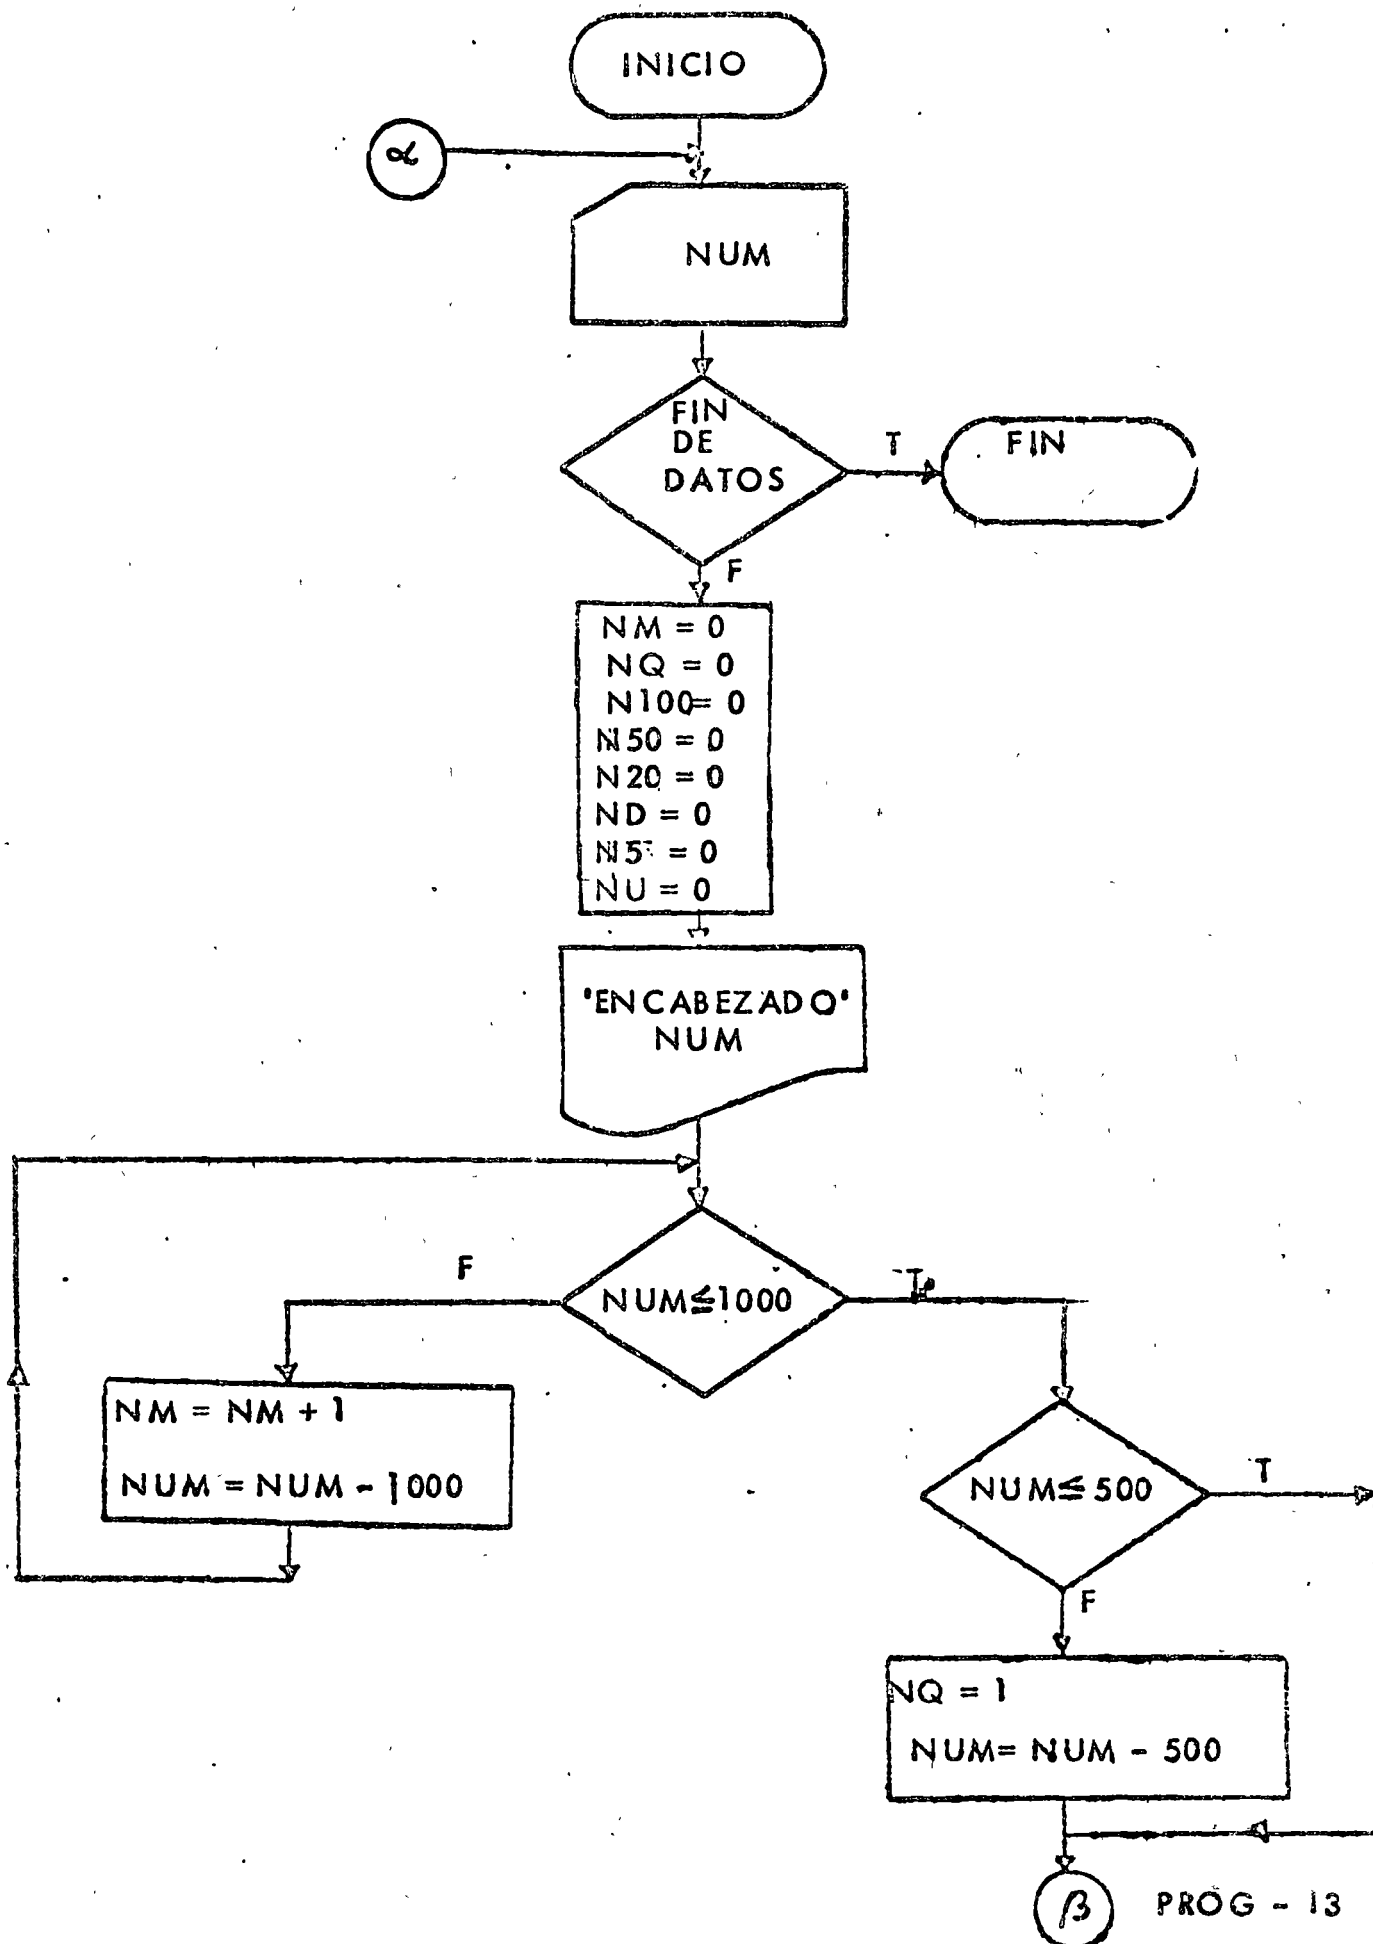 INICIO
α
NUM
FIN
DE
DATOS
T
FIN
F
NM = 0
NQ = 0
N100= 0
N50 = 0
N20 = 0
ND = 0
N5 = 0
NU = 0
'ENCABEZADO'
NUM
F
NUM≤1000
T
NM = NM + 1
NUM = NUM - 1000
NUM≤ 500
T
F
NQ = 1
NUM= NUM - 500
β
PROG - 13